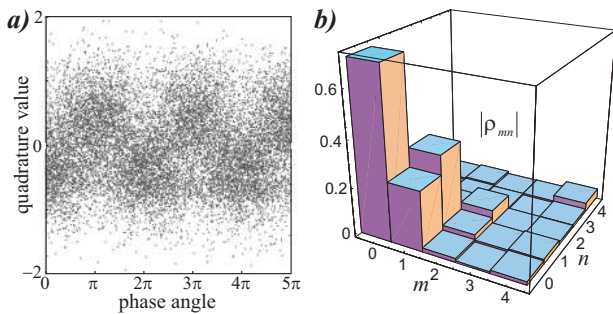 a)
2
0
−2
quadrature value
0 1π 2π 3π 4π 5π
phase angle
b)
|ρmn|
0.6
0.4
0.2
0
0 1 2 3 4
m
0 1 2 3 4
n